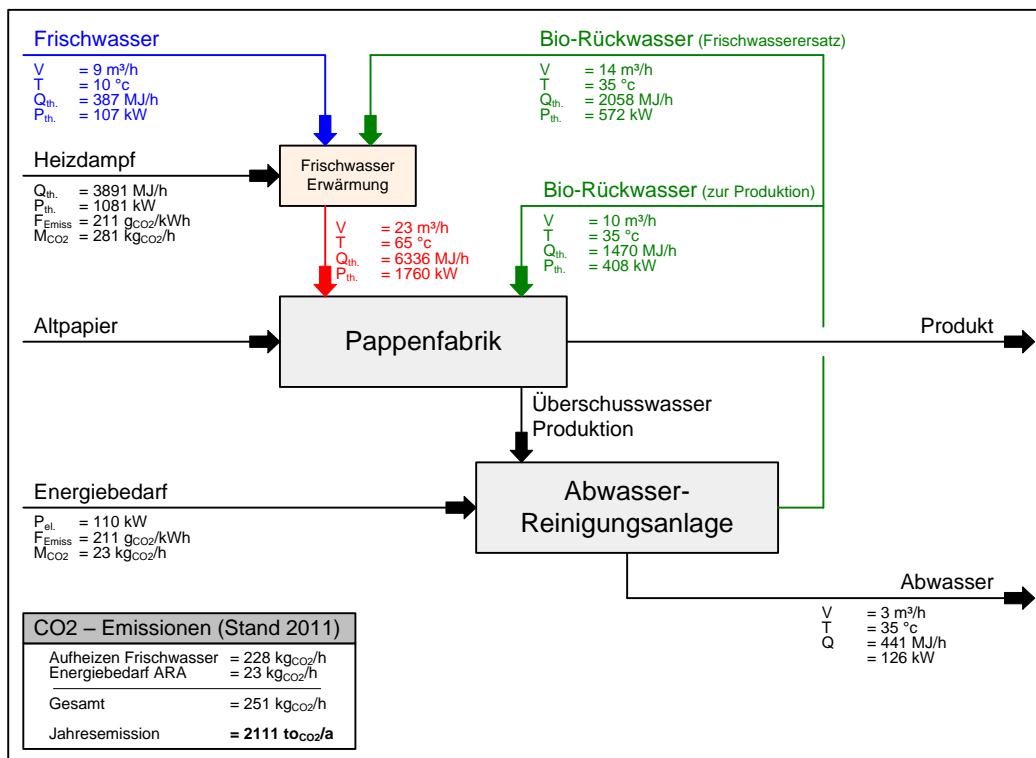 Frischwasser
V = 9 m³/h
T = 10 °c
Qth. = 387 MJ/h
Pth. = 107 kW
Bio-Rückwasser (Frischwasserersatz)
V = 14 m³/h
T = 35 °c
Qth. = 2058 MJ/h
Pth. = 572 kW
Heizdampf
Qth. = 3891 MJ/h
Pth. = 1081 kW
FEmiss = 211 gCO2/kWh
MCO2 = 281 kgCO2/h
Frischwasser
Erwärmung
Bio-Rückwasser (zur Produktion)
V = 10 m³/h
T = 35 °c
Qth. = 1470 MJ/h
Pth. = 408 kW
V = 23 m³/h
T = 65 °c
Qth. = 6336 MJ/h
Pth. = 1760 kW
Altpapier
Pappenfabrik
Produkt
Überschusswasser
Produktion
Energiebedarf
Pel. = 110 kW
FEmiss = 211 gCO2/kWh
MCO2 = 23 kgCO2/h
Abwasser-
Reinigungsanlage
Abwasser
V = 3 m³/h
T = 35 °c
Q = 441 MJ/h
= 126 kW
CO2 – Emissionen (Stand 2011)
Aufheizen Frischwasser = 228 kgCO2/h
Energiebedarf ARA = 23 kgCO2/h
Gesamt = 251 kgCO2/h
Jahresemission = 2111 toCO2/a